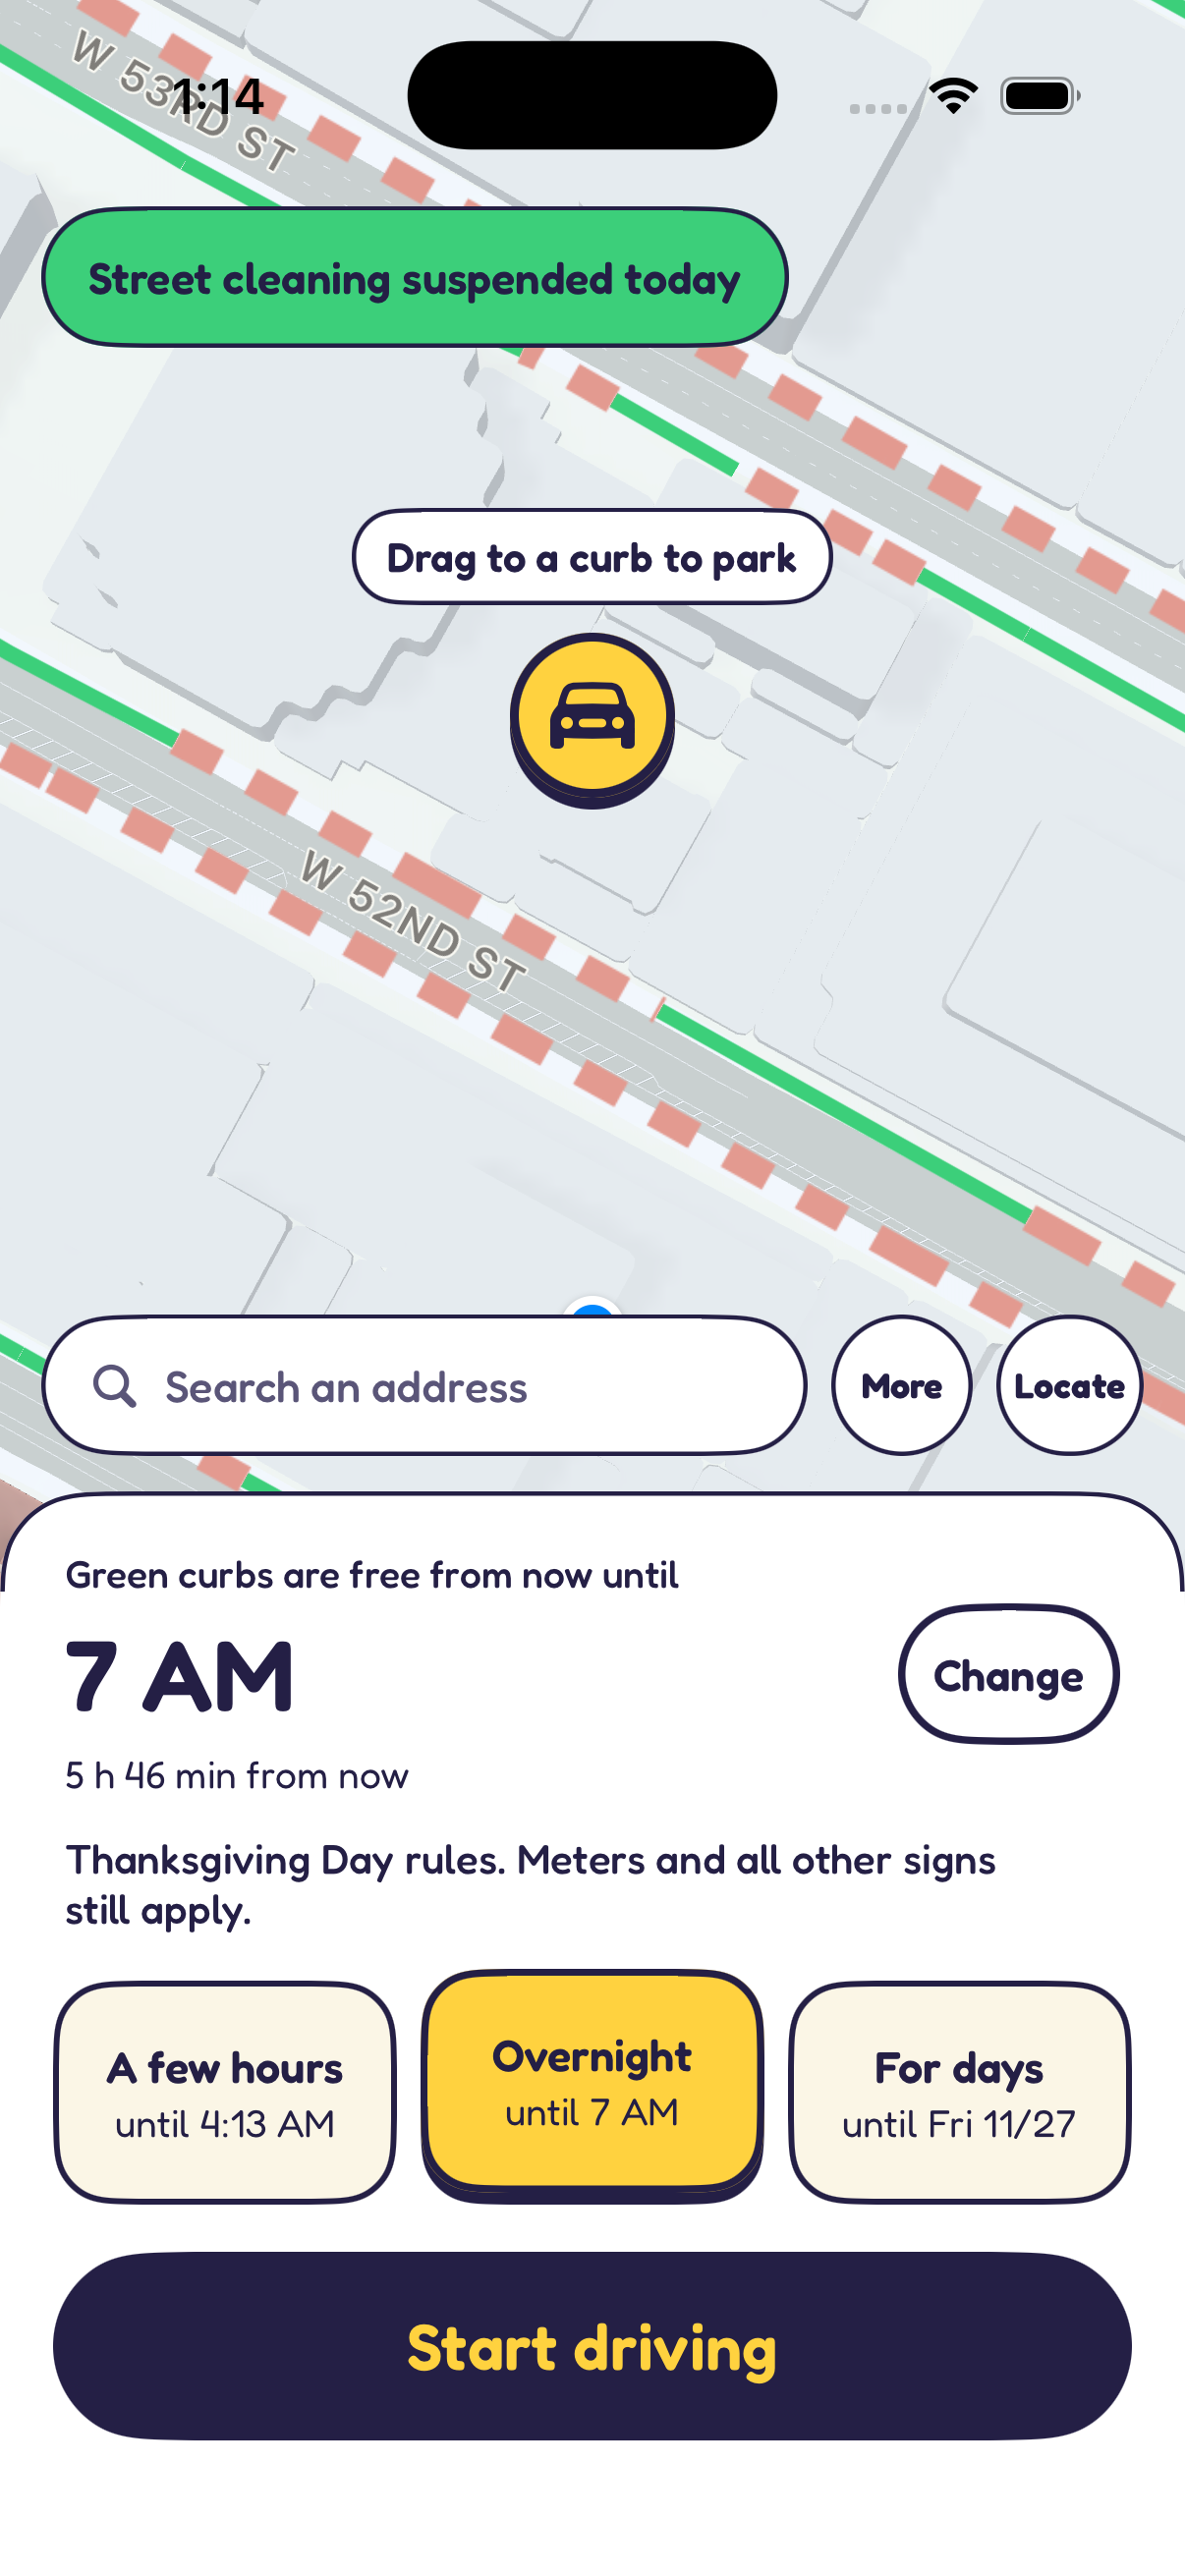 W 53RD ST
1:14
Street cleaning suspended today
Drag to a curb to park
W 52ND ST
Search an address
More
Locate
Green curbs are free from now until
7 AM
Change
5 h 46 min from now
Thanksgiving Day rules. Meters and all other signs
still apply.
A few hours
until 4:13 AM
Overnight
until 7 AM
For days
until Fri 11/27
Start driving